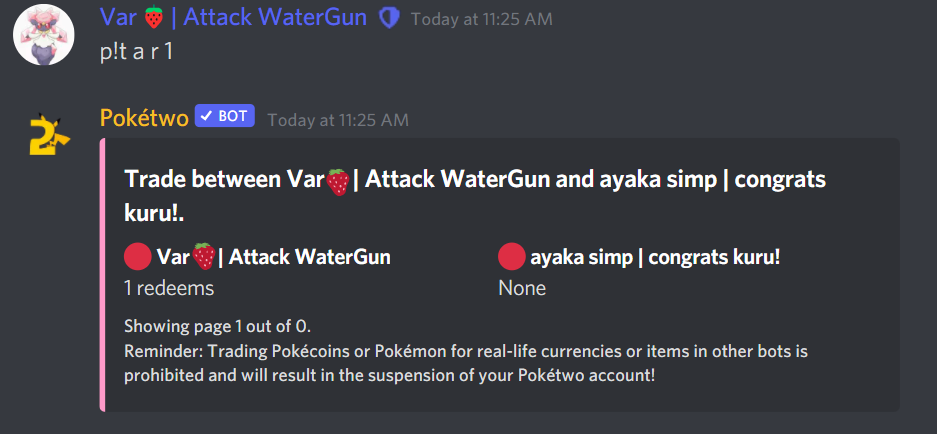 Var 🍓 | Attack WaterGun Today at 11:25 AM
p!t a r 1
Pokétwo ✓ BOT Today at 11:25 AM
Trade between Var🍓| Attack WaterGun and ayaka simp | congrats
kuru!.
🔴 Var🍓| Attack WaterGun 🔴 ayaka simp | congrats kuru!
1 redeems None
Showing page 1 out of 0.
Reminder: Trading Pokécoins or Pokémon for real-life currencies or items in other bots is
prohibited and will result in the suspension of your Pokétwo account!